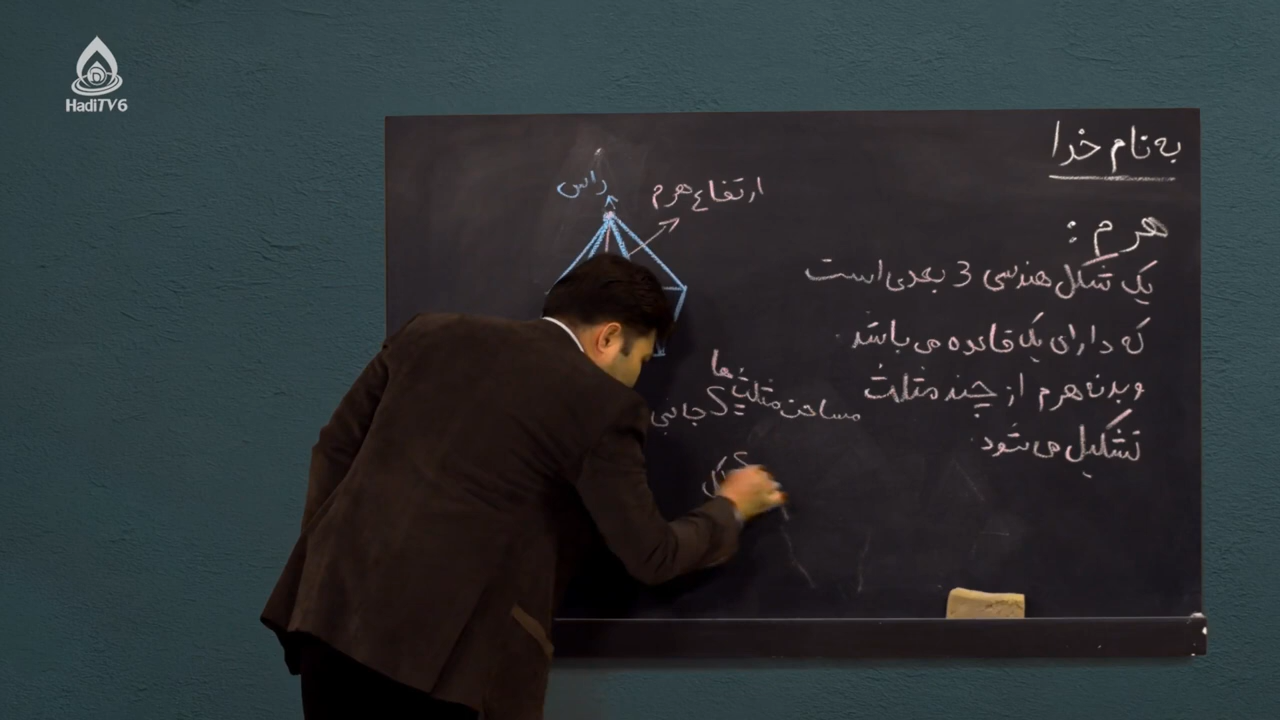 HadiTV6
به نام خدا
هرم :
یک شکل هندسی 3 بعدی است
که دارای یک قاعده می باشد.
و بدنه هرم از چند مثلث
تشکیل می شود.
راس
ارتفاع هرم
مساحت مثلث ها
S جانبی
S